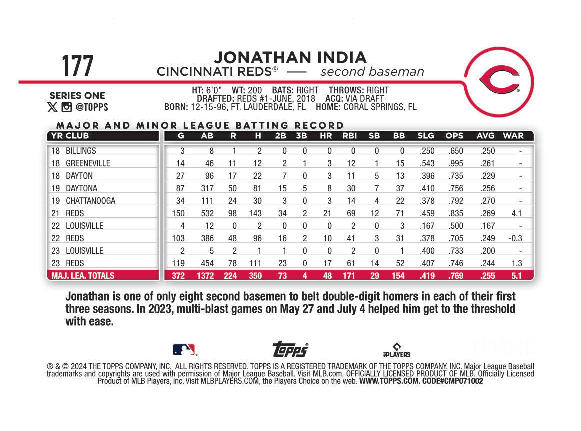 177
JONATHAN INDIA
CINCINNATI REDS® — second baseman
SERIES ONE
X @TOPPS
HT: 6'0" WT: 200 BATS: RIGHT THROWS: RIGHT
DRAFTED: REDS #1-JUNE, 2018 ACQ: VIA DRAFT
BORN: 12-15-96, FT. LAUDERDALE, FL HOME: CORAL SPRINGS, FL
MAJOR AND MINOR LEAGUE BATTING RECORD
YR CLUB G AB R H 2B 3B HR RBI SB BB SLG OPS AVG WAR
18 BILLINGS 3 8 1 2 0 0 0 0 0 0 .250 .650 .250 -
18 GREENEVILLE 14 46 11 12 2 1 3 12 1 15 .543 .995 .261 -
18 DAYTON 27 96 17 22 7 0 3 11 5 13 .396 .735 .229 -
19 DAYTONA 87 317 50 81 15 5 8 30 7 37 .410 .756 .256 -
19 CHATTANOOGA 34 111 24 30 3 0 3 14 4 22 .378 .792 .270 -
21 REDS 150 532 98 143 34 2 21 69 12 71 .459 .835 .269 4.1
22 LOUISVILLE 4 12 0 2 0 0 0 2 0 3 .167 .500 .167 -
22 REDS 103 386 48 96 16 2 10 41 3 31 .378 .705 .249 -0.3
23 LOUISVILLE 2 5 2 1 1 0 0 2 0 1 .400 .733 .200 -
23 REDS 119 454 78 111 23 0 17 61 14 52 .407 .746 .244 1.3
MAJ. LEA. TOTALS 372 1372 224 350 73 4 48 171 29 154 .419 .769 .255 5.1
Jonathan is one of only eight second basemen to belt double-digit homers in each of their first
three seasons. In 2023, multi-blast games on May 27 and July 4 helped him get to the threshold
with ease.
Topps
PLAYERS
® & © 2024 THE TOPPS COMPANY, INC. ALL RIGHTS RESERVED. TOPPS IS A REGISTERED TRADEMARK OF THE TOPPS COMPANY, INC. Major League Baseball
trademarks and copyrights are used with permission of Major League Baseball. Visit MLB.com. OFFICIALLY LICENSED PRODUCT OF MLB. Officially Licensed
Product of MLB Players, Inc. Visit MLBPLAYERS.COM, the Players Choice on the web. WWW.TOPPS.COM. CODE#CMP071002